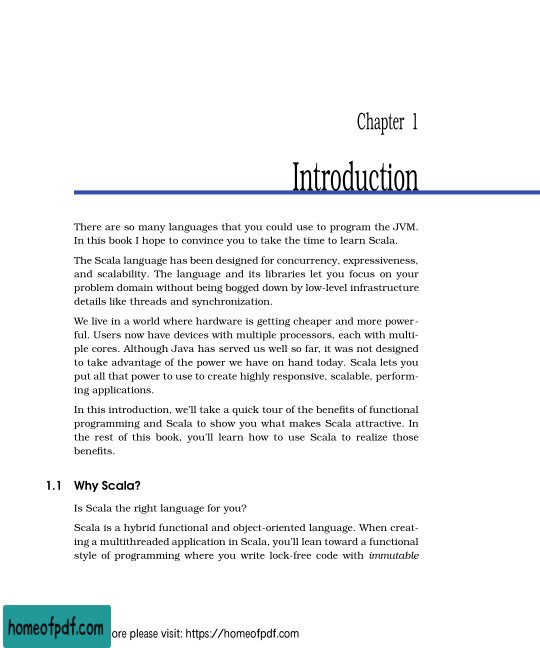 Chapter 1
Introduction
There are so many languages that you could use to program the JVM.
In this book I hope to convince you to take the time to learn Scala.
The Scala language has been designed for concurrency, expressiveness,
and scalability. The language and its libraries let you focus on your
problem domain without being bogged down by low-level infrastructure
details like threads and synchronization.
We live in a world where hardware is getting cheaper and more power-
ful. Users now have devices with multiple processors, each with multi-
ple cores. Although Java has served us well so far, it was not designed
to take advantage of the power we have on hand today. Scala lets you
put all that power to use to create highly responsive, scalable, perform-
ing applications.
In this introduction, we'll take a quick tour of the benefits of functional
programming and Scala to show you what makes Scala attractive. In
the rest of this book, you'll learn how to use Scala to realize those
benefits.
1.1 Why Scala?
Is Scala the right language for you?
Scala is a hybrid functional and object-oriented language. When creat-
ing a multithreaded application in Scala, you'll lean toward a functional
style of programming where you write lock-free code with immutable
homeofpdf.com ore please visit: https://homeofpdf.com